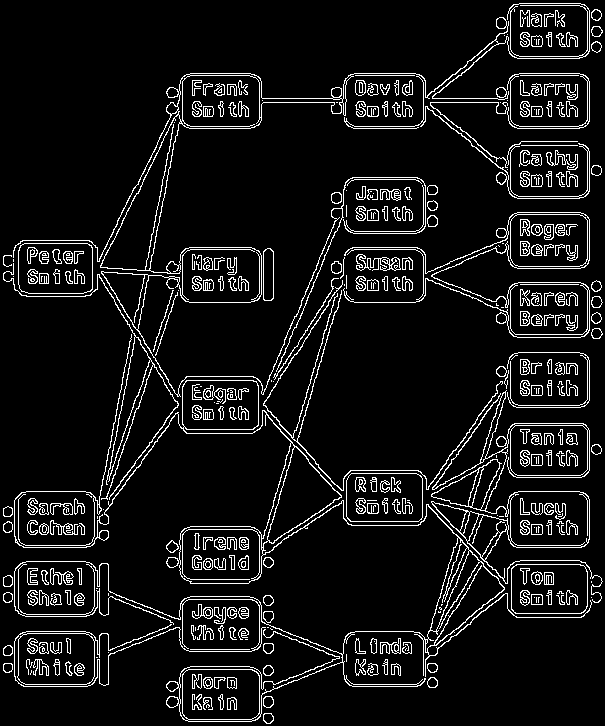 Mark
Smith
Frank
Smith
David
Smith
Larry
Smith
Cathy
Smith
Janet
Smith
Roger
Berry
Peter
Smith
Mary
Smith
Susan
Smith
Karen
Berry
Edgar
Smith
Brian
Smith
Tania
Smith
Rick
Smith
Sarah
Cohen
Lucy
Smith
Irene
Gould
Ethel
Shale
Tom
Smith
Joyce
White
Saul
White
Linda
Kain
Norm
Kain